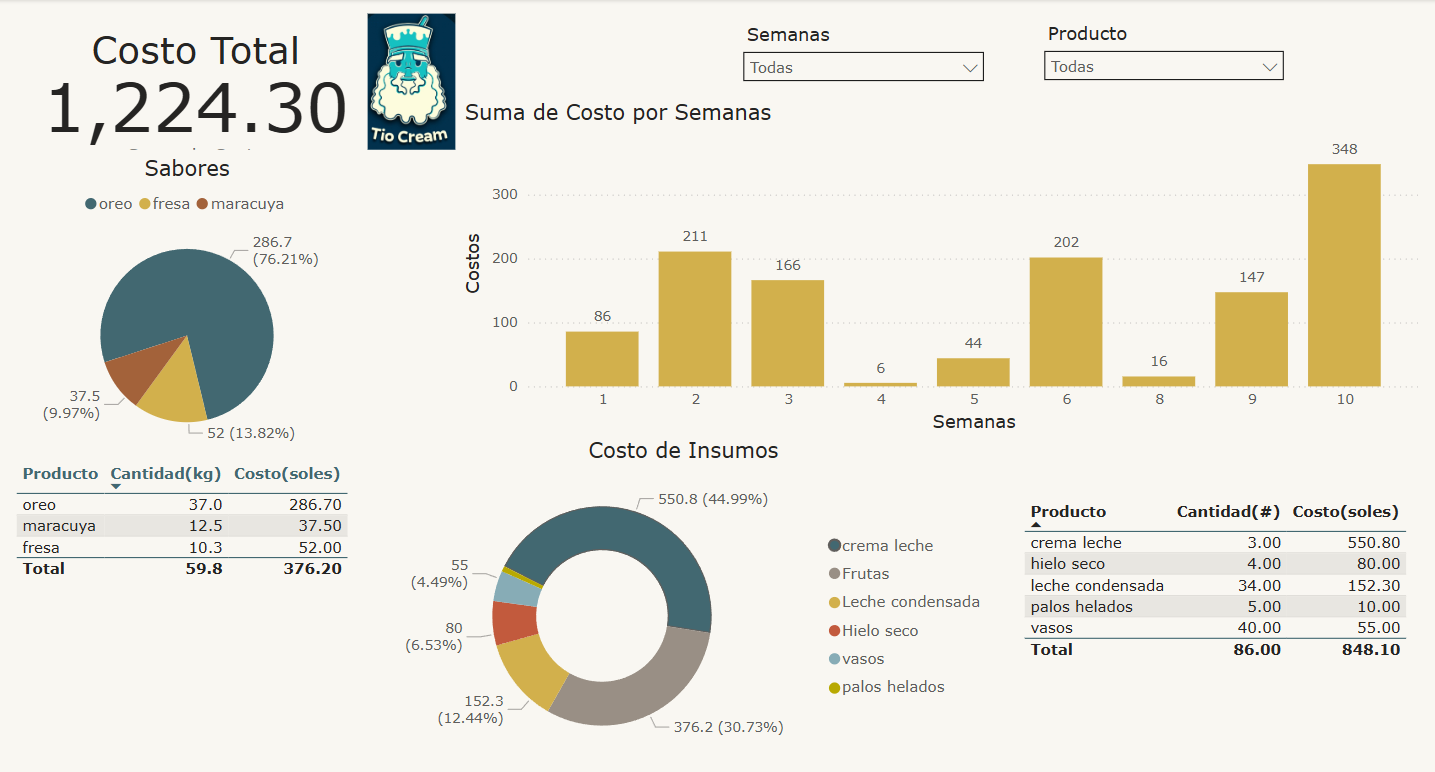 Costo Total
1,224.30
Tio Cream
Semanas
Todas
Producto
Todas
Sabores
oreo fresa maracuya
286.7
(76.21%)
37.5
(9.97%)
52 (13.82%)
Producto Cantidad(kg) Costo(soles)
oreo 37.0 286.70
maracuya 12.5 37.50
fresa 10.3 52.00
Total 59.8 376.20
Suma de Costo por Semanas
Costos
300
200
100
0
86
211
166
6
44
202
16
147
348
1 2 3 4 5 6 8 9 10
Semanas
Costo de Insumos
550.8 (44.99%)
55
(4.49%)
80
(6.53%)
152.3
(12.44%)
376.2 (30.73%)
crema leche
Frutas
Leche condensada
Hielo seco
vasos
palos helados
Producto Cantidad(#) Costo(soles)
crema leche 3.00 550.80
hielo seco 4.00 80.00
leche condensada 34.00 152.30
palos helados 5.00 10.00
vasos 40.00 55.00
Total 86.00 848.10